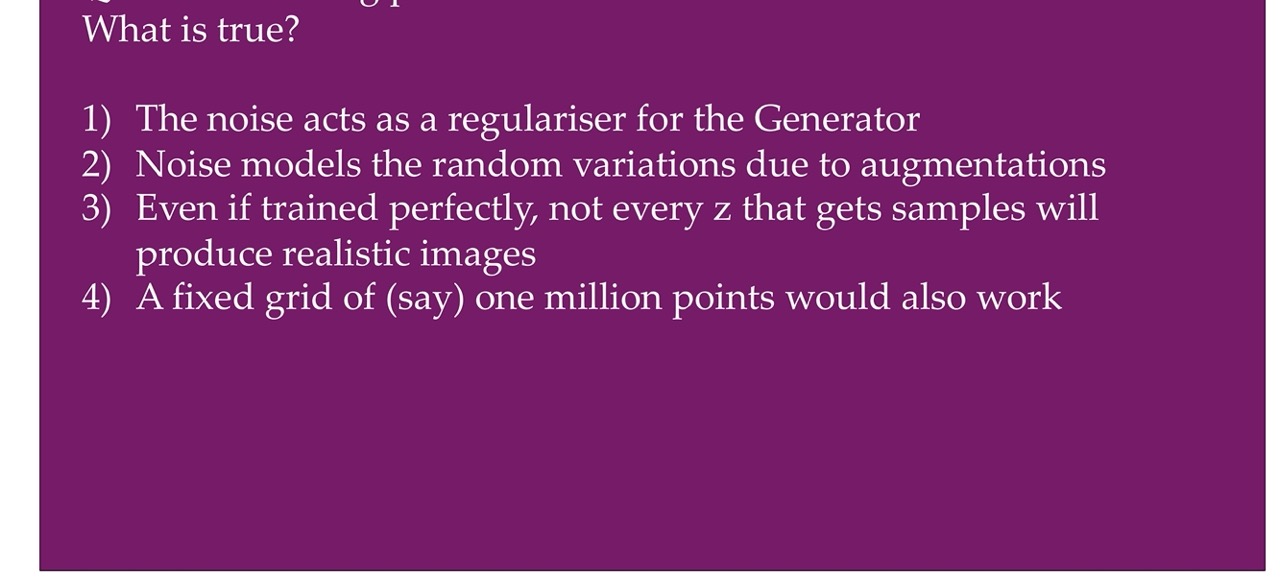 What is true?
1) The noise acts as a regulariser for the Generator
2) Noise models the random variations due to augmentations
3) Even if trained perfectly, not every z that gets samples will
produce realistic images
4) A fixed grid of (say) one million points would also work